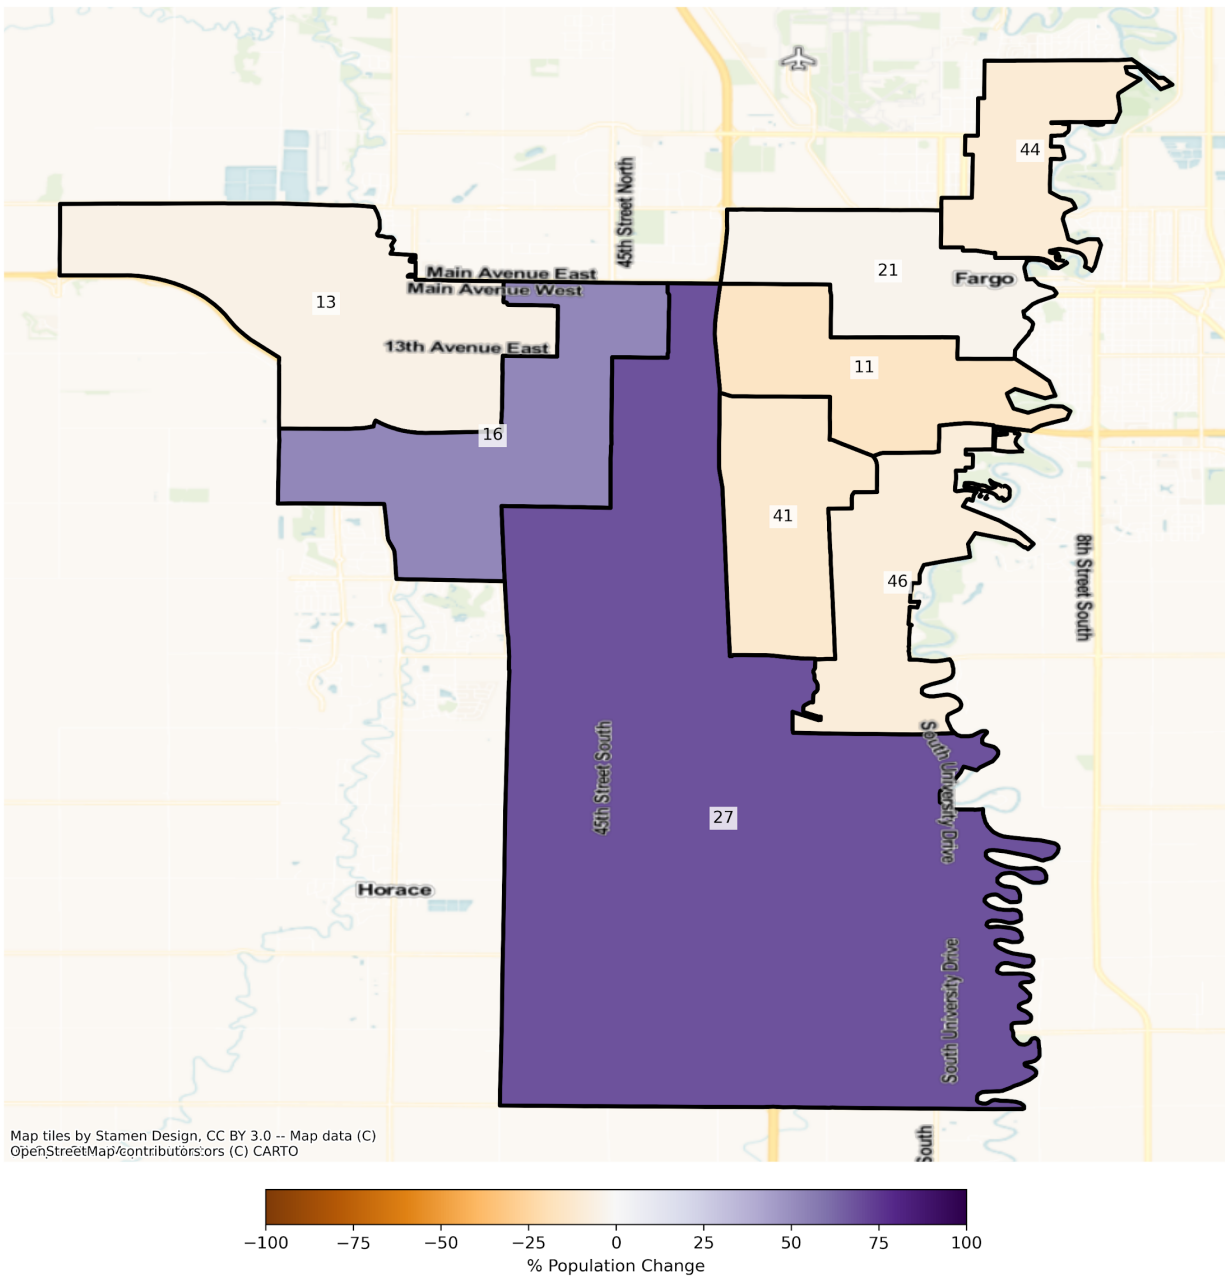 44
45th Street North
21
Fargo
Main Avenue East
Main Avenue West
13
13th Avenue East
11
16
41
46
8th Street South
South University Drive
45th Street South
27
Horace
South University Drive
South
Map tiles by Stamen Design, CC BY 3.0 -- Map data (C)
OpenStreetMap contributors
(C) CARTO
−100 −75 −50 −25 0 25 50 75 100
% Population Change